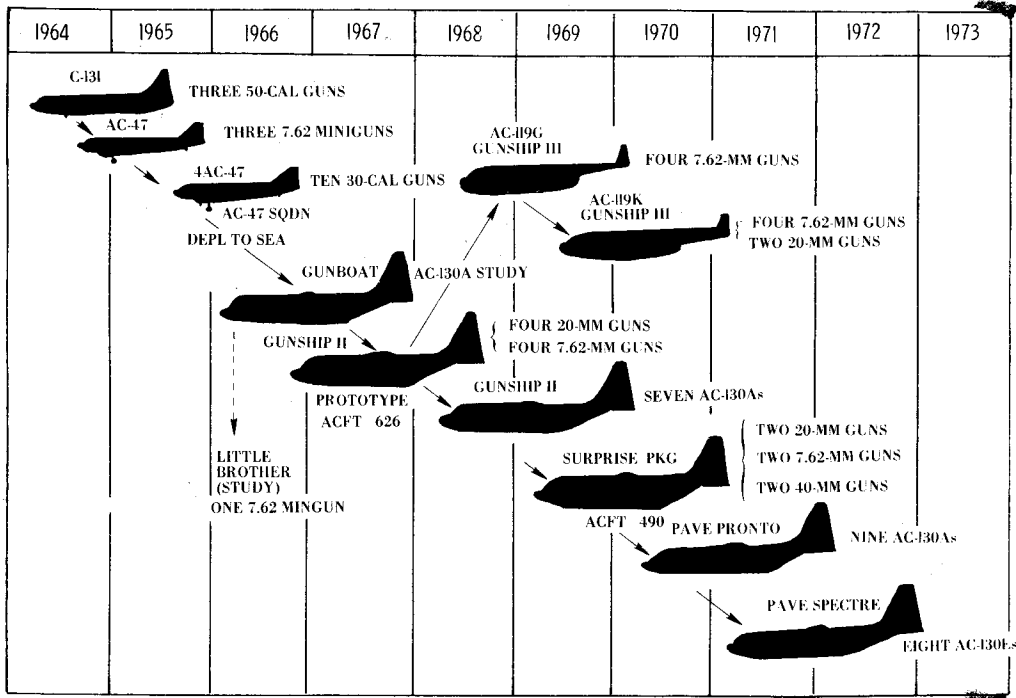 1964 1965 1966 1967 1968 1969 1970 1971 1972 1973
C-131
THREE 50-CAL GUNS
AC-47
THREE 7.62 MINIGUNS
4AC-47
TEN 30-CAL GUNS
AC-47 SQDN
DEPL TO SEA
GUNBOAT
AC-130A STUDY
GUNSHIP II
FOUR 20-MM GUNS
FOUR 7.62-MM GUNS
PROTOTYPE
ACFT 626
LITTLE
BROTHER
(STUDY)
ONE 7.62 MINGUN
AC-119G
GUNSHIP III
FOUR 7.62-MM GUNS
AC-119K
GUNSHIP III
FOUR 7.62-MM GUNS
TWO 20-MM GUNS
GUNSHIP II
SEVEN AC-130As
SURPRISE PKG
TWO 20-MM GUNS
TWO 7.62-MM GUNS
TWO 40-MM GUNS
ACFT 490
PAVE PRONTO
NINE AC-130As
PAVE SPECTRE
EIGHT AC-130Es